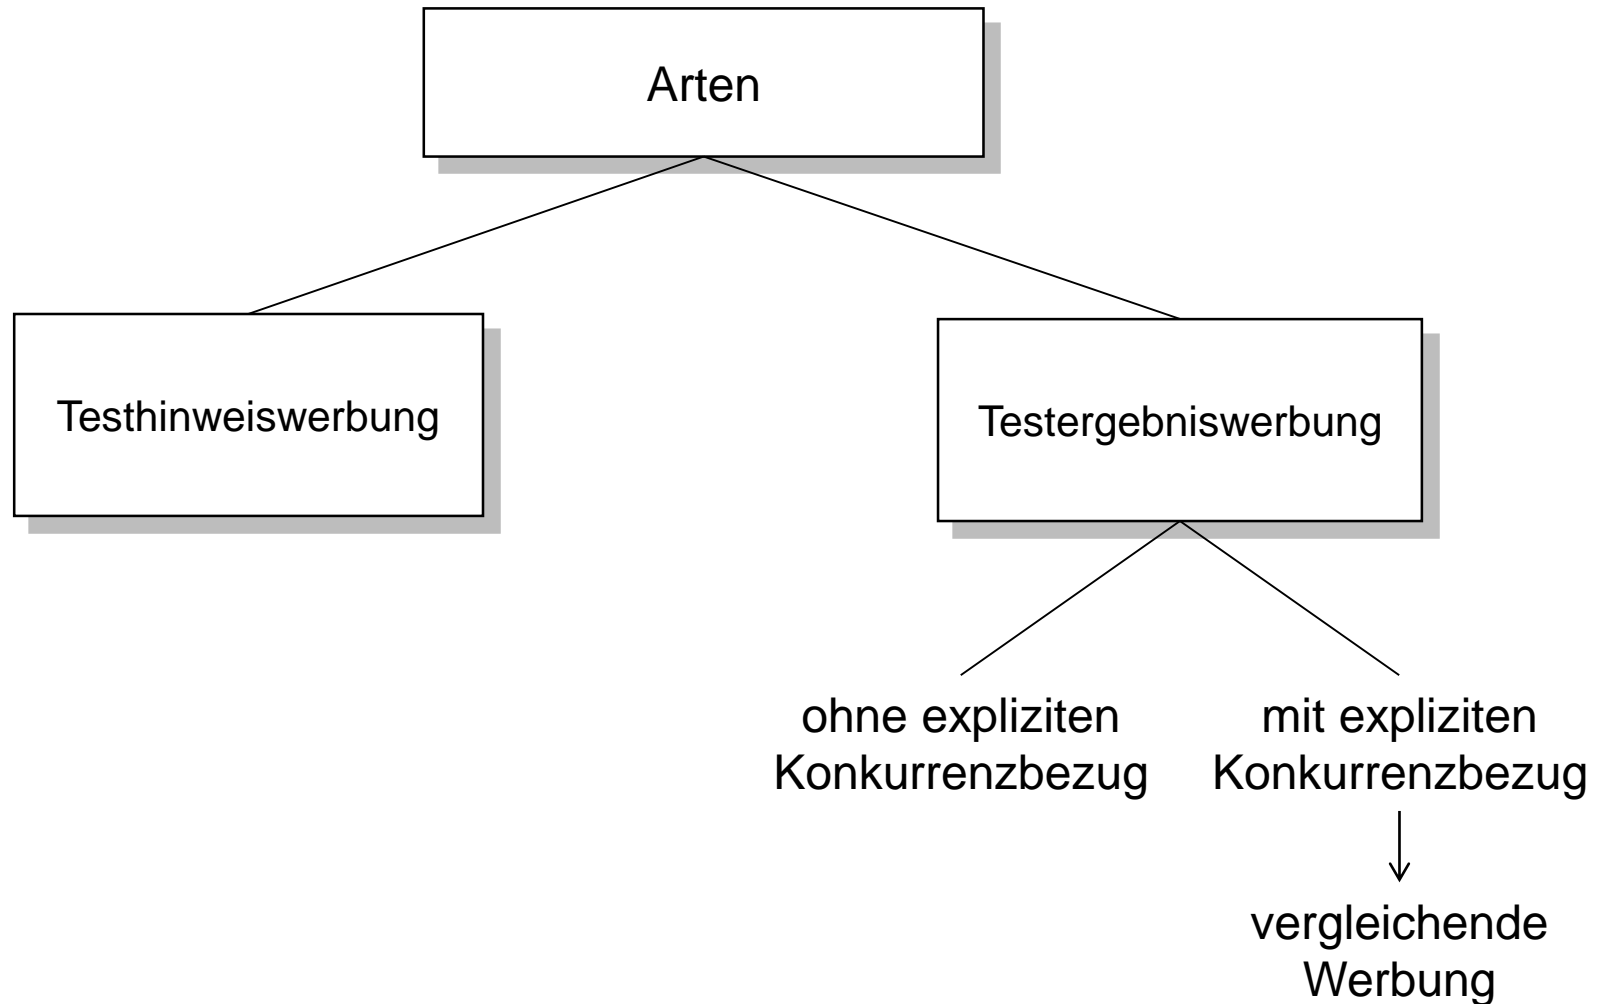 Arten
Testhinweiswerbung
Testergebniswerbung
ohne expliziten
Konkurrenzbezug
mit expliziten
Konkurrenzbezug
vergleichende
Werbung